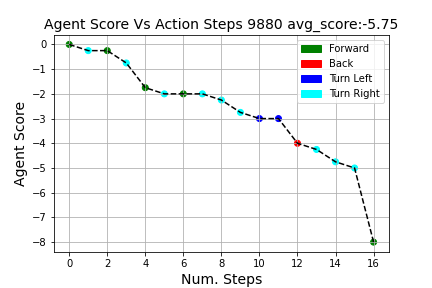 Agent Score Vs Action Steps 9880 avg_score:-5.75
Agent Score
0
−1
−2
−3
−4
−5
−6
−7
−8
Forward
Back
Turn Left
Turn Right
0 2 4 6 8 10 12 14 16
Num. Steps